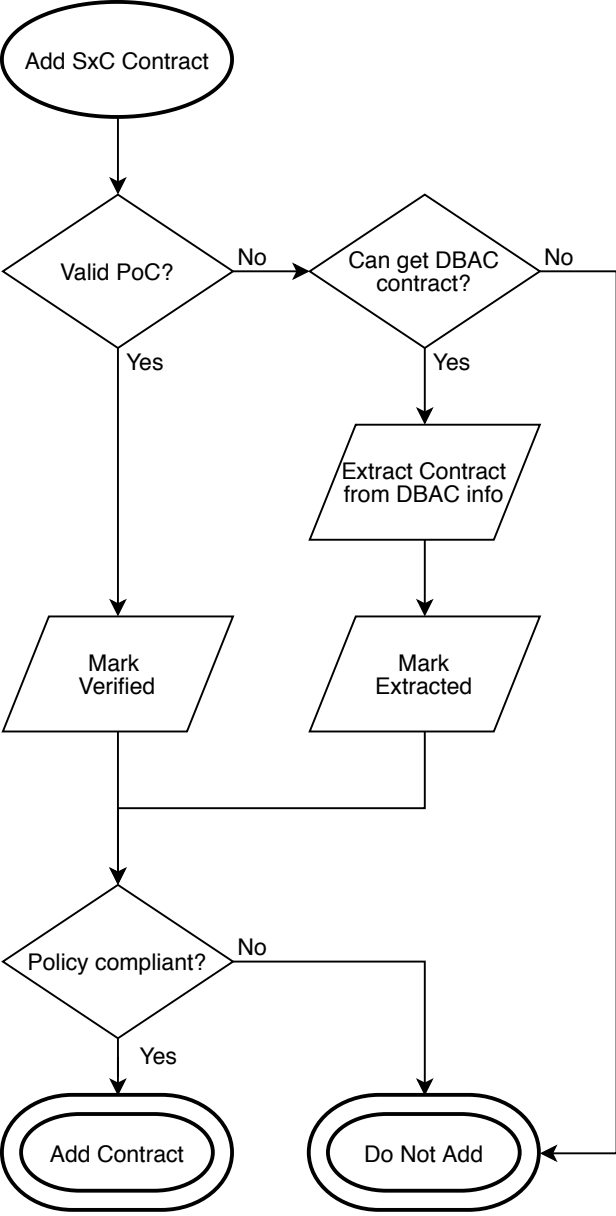 Add SxC Contract
Valid PoC?
No
Can get DBAC
contract?
No
Yes
Yes
Extract Contract
from DBAC info
Mark
Verified
Mark
Extracted
Policy compliant?
No
Yes
Add Contract
Do Not Add